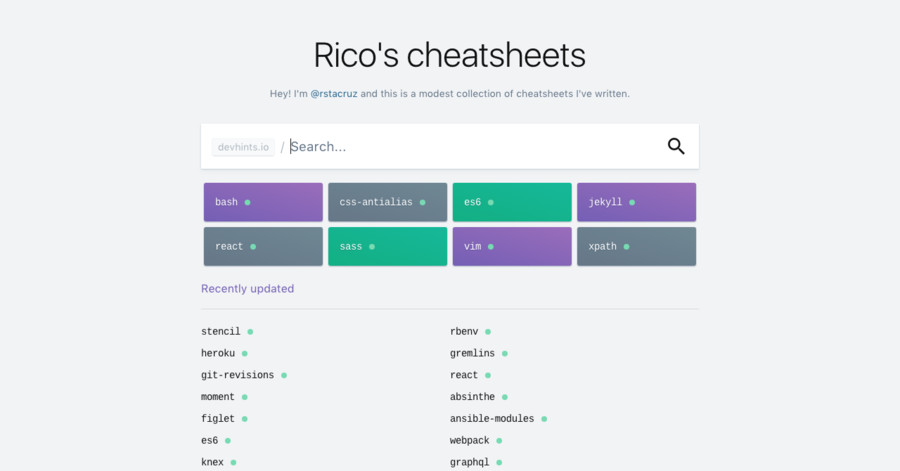 Rico's cheatsheets
Hey! I'm @rstacruz and this is a modest collection of cheatsheets I've written.
devhints.io / Search...
bash css-antialias es6 jekyll
react sass vim xpath
Recently updated
stencil rbenv
heroku gremlins
git-revisions react
moment absinthe
figlet ansible-modules
es6 webpack
knex graphql